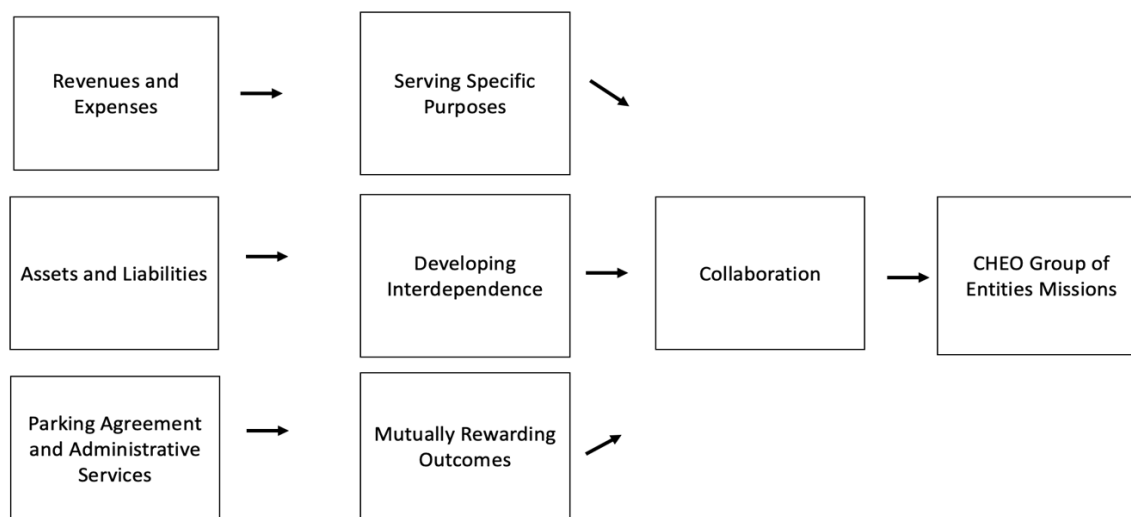 Revenues and
Expenses
Serving Specific
Purposes
Assets and Liabilities
Developing
Interdependence
Collaboration
CHEO Group of
Entities Missions
Parking Agreement
and Administrative
Services
Mutually Rewarding
Outcomes